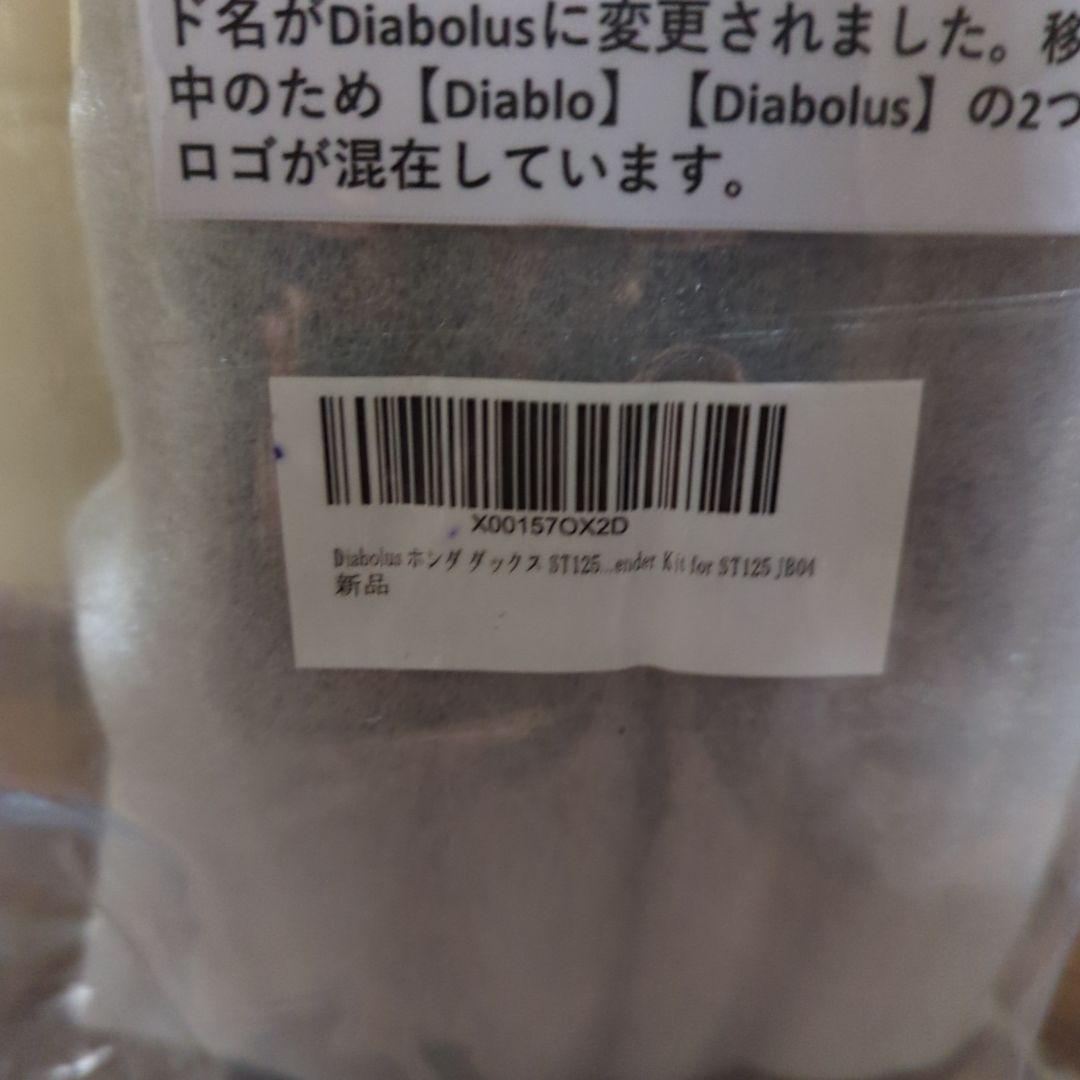 ド名がDiabolusに変更されました。移
中のため【Diablo】【Diabolus】の2つ
ロゴが混在しています。
X00157OX2D
Diabolus ホンダ ダックス ST125...ender Kit for ST125 JB04
新品